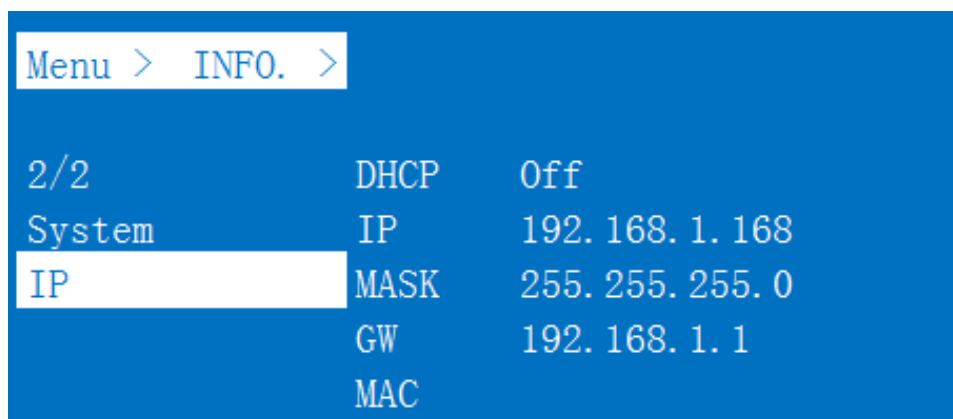 Menu > INFO. >
2/2 DHCP Off
System IP 192.168.1.168
IP MASK 255.255.255.0
GW 192.168.1.1
MAC